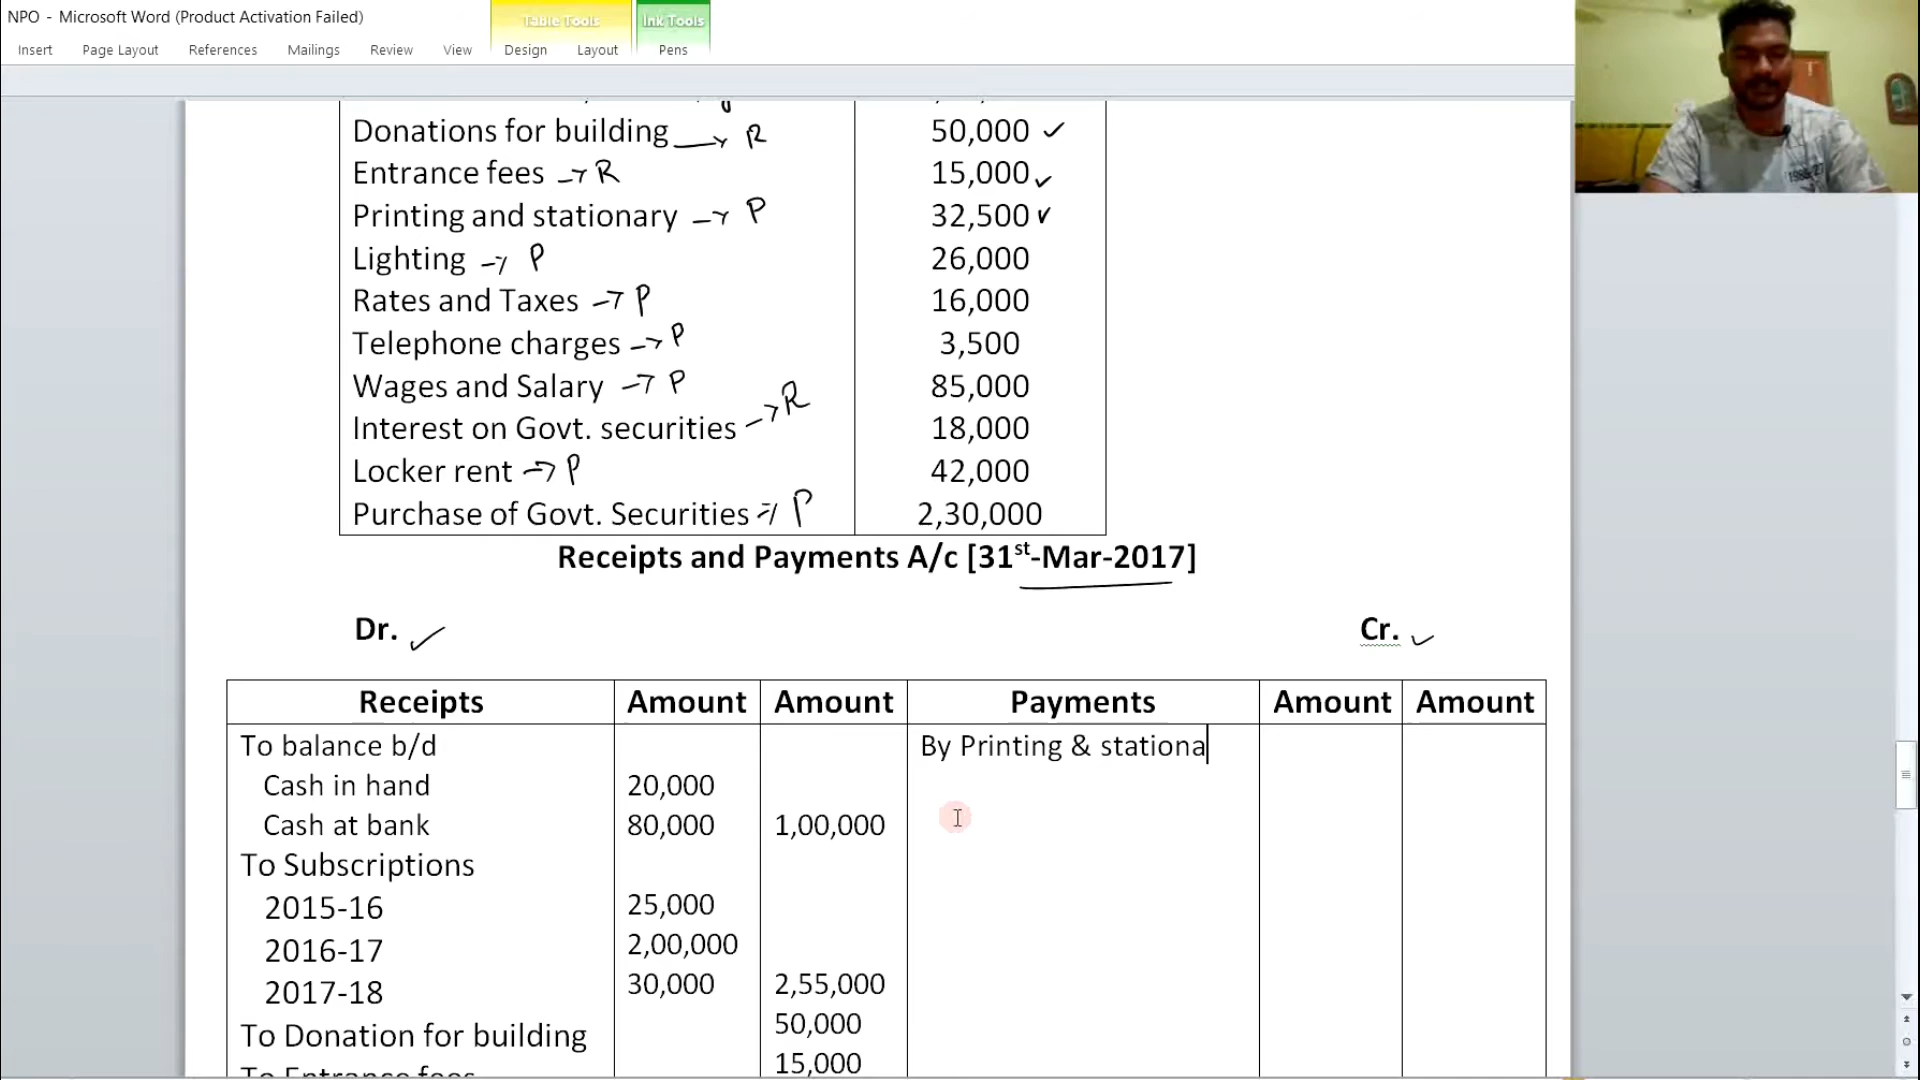 NPO - Microsoft Word (Product Activation Failed)
Table Tools
Ink Tools
Insert Page Layout References Mailings Review View Design Layout Pens
Donations for building R 50,000 ✓
Entrance fees → R 15,000 ✓
Printing and stationary → P 32,500 ✓
Lighting → P 26,000
Rates and Taxes → P 16,000
Telephone charges → P 3,500
Wages and Salary → P 85,000
Interest on Govt. securities → R 18,000
Locker rent → P 42,000
Purchase of Govt. Securities → P 2,30,000
Receipts and Payments A/c [31st-Mar-2017]
Dr. ✓ Cr. ✓
Receipts Amount Amount Payments Amount Amount
To balance b/d By Printing & stationa
Cash in hand 20,000
Cash at bank 80,000 1,00,000
To Subscriptions
2015-16 25,000
2016-17 2,00,000
2017-18 30,000 2,55,000
To Donation for building 50,000
To Entrance fees 15,000